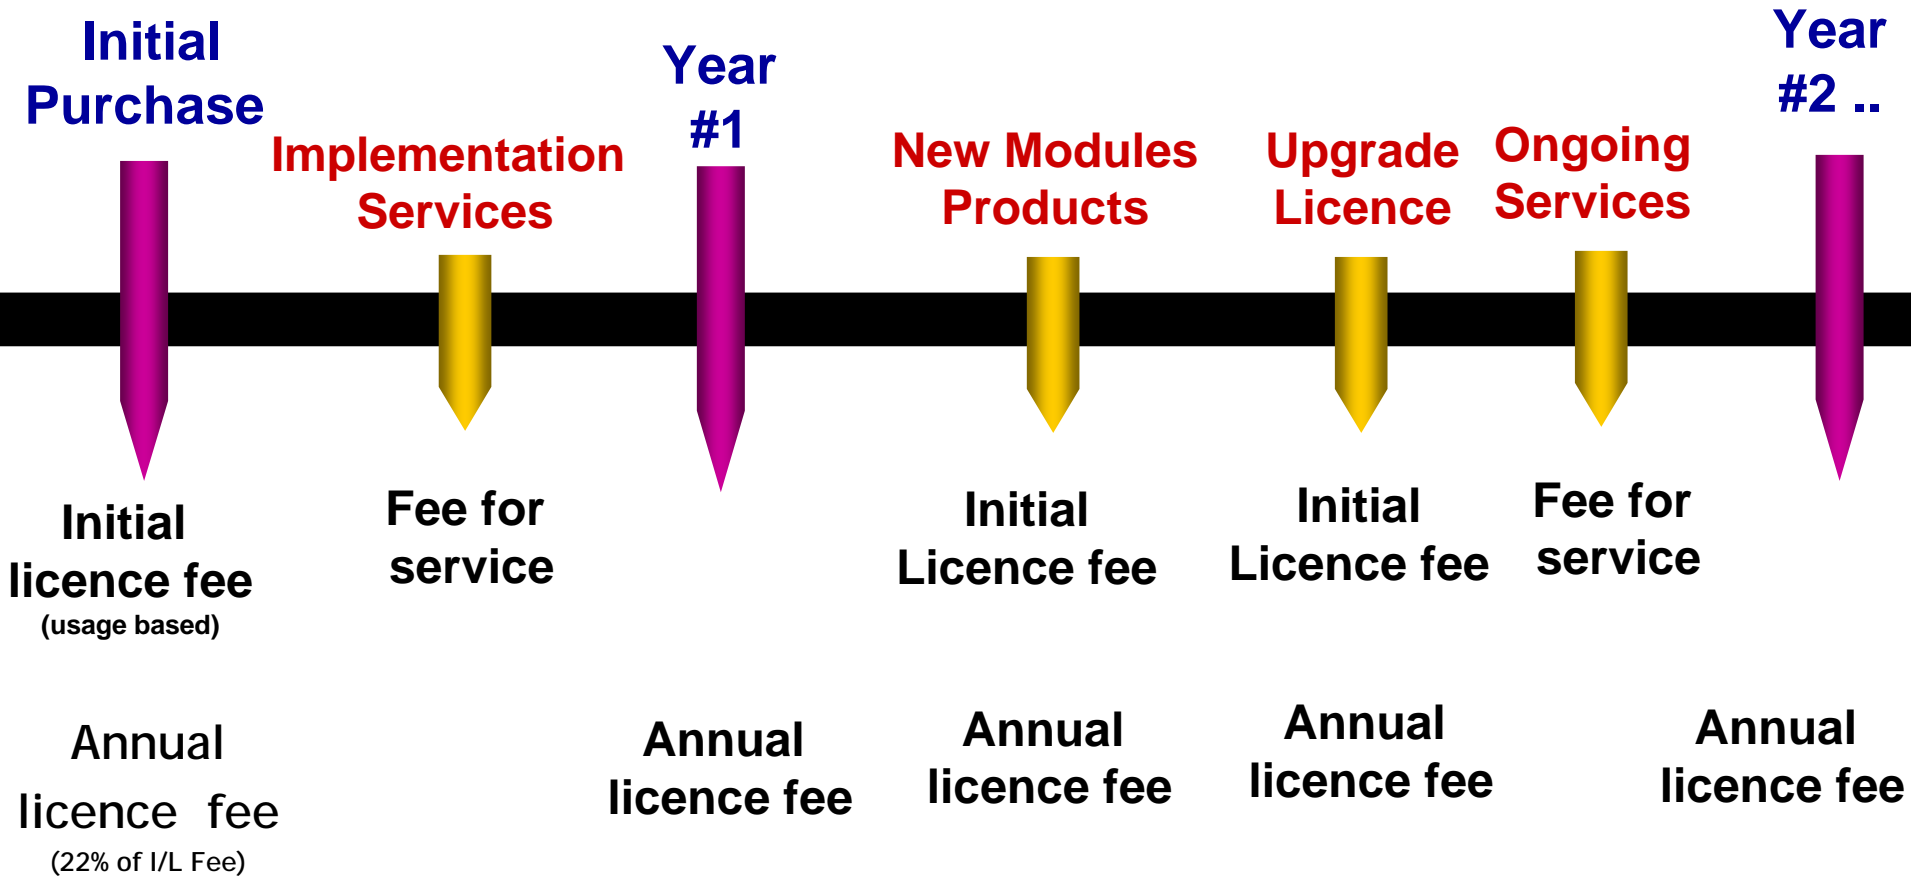 Initial
Purchase
Implementation
Services
Year
#1
New Modules
Products
Upgrade
Licence
Ongoing
Services
Year
#2 ..
Initial
licence fee
(usage based)
Fee for
service
Initial
Licence fee
Initial
Licence fee
Fee for
service
Annual
licence fee
(22% of I/L Fee)
Annual
licence fee
Annual
licence fee
Annual
licence fee
Annual
licence fee